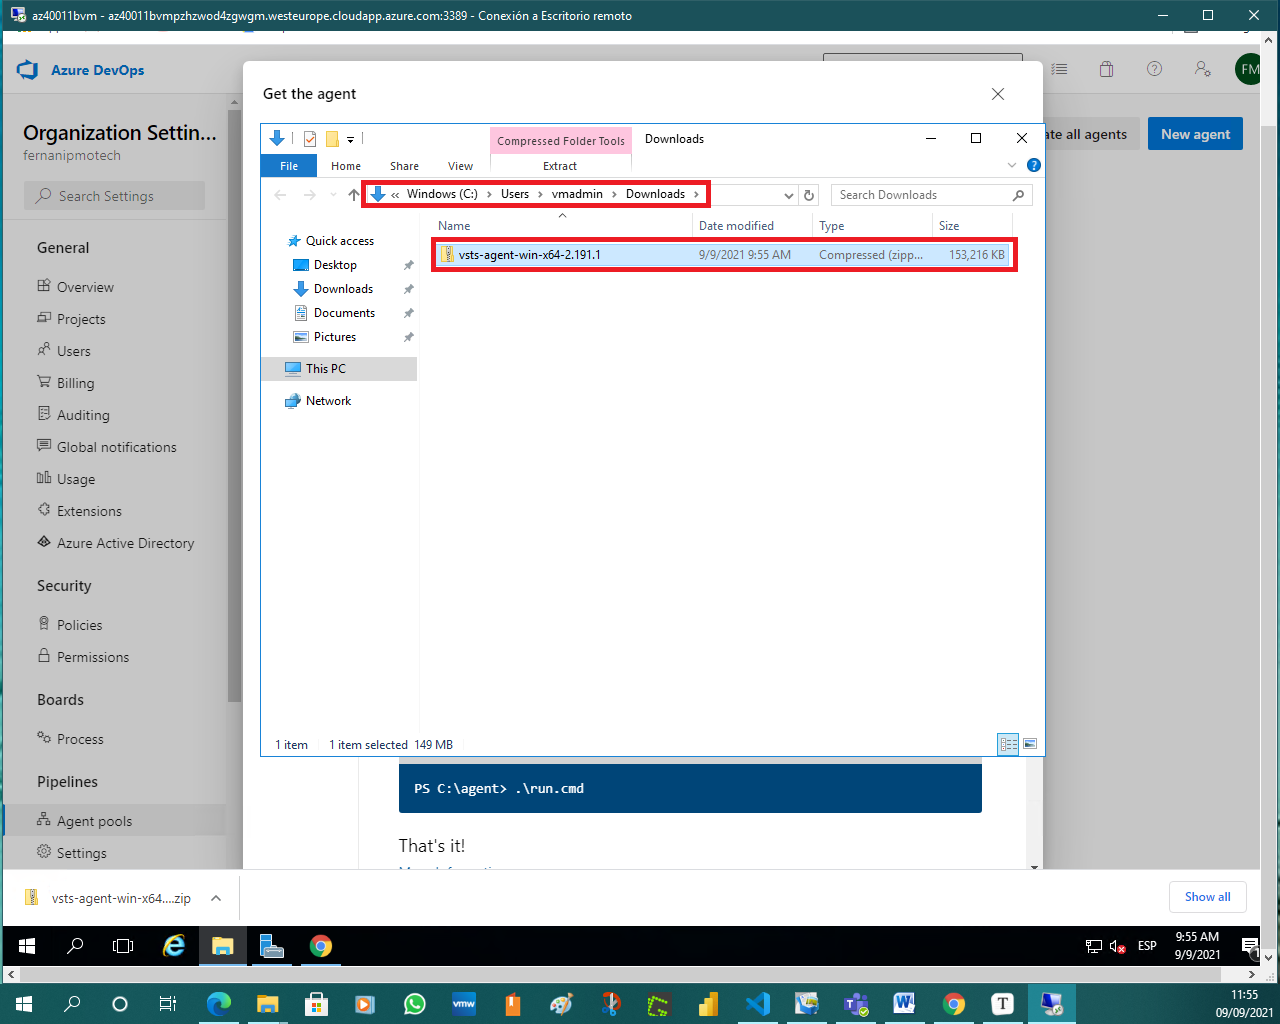 az40011bvm - az40011bvmpzhzwod4zgwgm.westeurope.cloudapp.azure.com:3389 - Conexión a Escritorio remoto
Azure DevOps
FM
Get the agent
Organization Settin...
fernanipmotech
Search Settings
ate all agents
New agent
Compressed Folder Tools
Downloads
File
Home
Share
View
Extract
« Windows (C:) › Users › vmadmin › Downloads ›
Search Downloads
Name
Date modified
Type
Size
vsts-agent-win-x64-2.191.1
9/9/2021 9:55 AM
Compressed (zipp...
153,216 KB
Quick access
Desktop
Downloads
Documents
Pictures
This PC
Network
1 item
1 item selected 149 MB
General
Overview
Projects
Users
Billing
Auditing
Global notifications
Usage
Extensions
Azure Active Directory
Security
Policies
Permissions
Boards
Process
Pipelines
Agent pools
Settings
PS C:\agent> .\run.cmd
That's it!
vsts-agent-win-x64....zip
Show all
ESP
9:55 AM
9/9/2021
1
vmw
T
11:55
09/09/2021